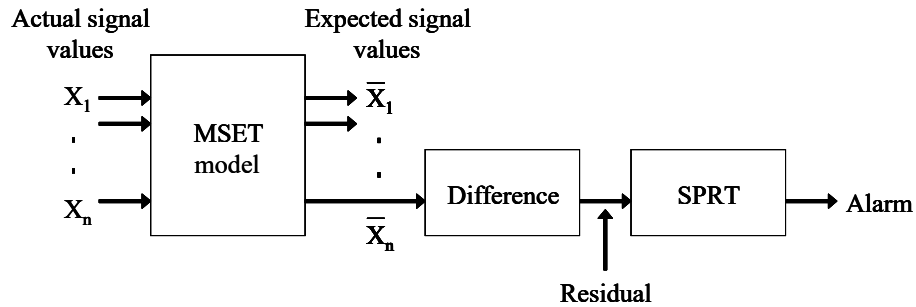 Actual signal
values
Expected signal
values
X1
X̅1
.
.
.
.
Xn
X̅n
MSET
model
Difference
SPRT
Alarm
Residual